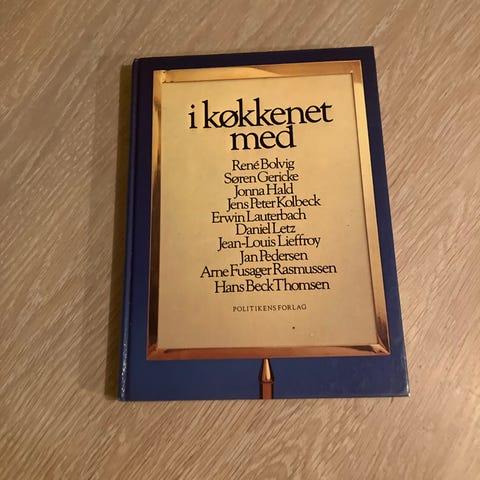 i køkkenet
med
René Bolvig
Søren Gericke
Jonna Hald
Jens Peter Kolbeck
Erwin Lauterbach
Daniel Letz
Jean-Louis Lieffroy
Jan Pedersen
Arne Fusager Rasmussen
Hans Beck Thomsen
POLITIKENS FORLAG